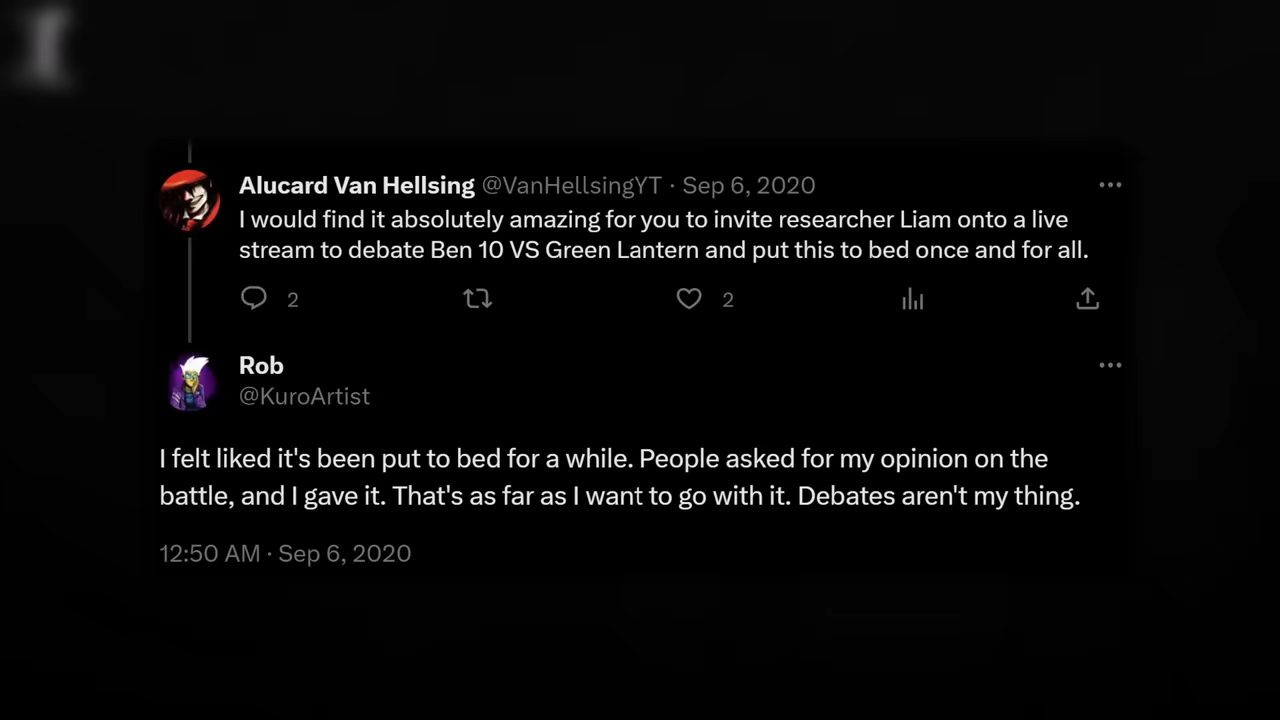 Alucard Van Hellsing @VanHellsingYT · Sep 6, 2020
I would find it absolutely amazing for you to invite researcher Liam onto a live
stream to debate Ben 10 VS Green Lantern and put this to bed once and for all.
2 2
Rob
@KuroArtist
I felt liked it's been put to bed for a while. People asked for my opinion on the
battle, and I gave it. That's as far as I want to go with it. Debates aren't my thing.
12:50 AM · Sep 6, 2020